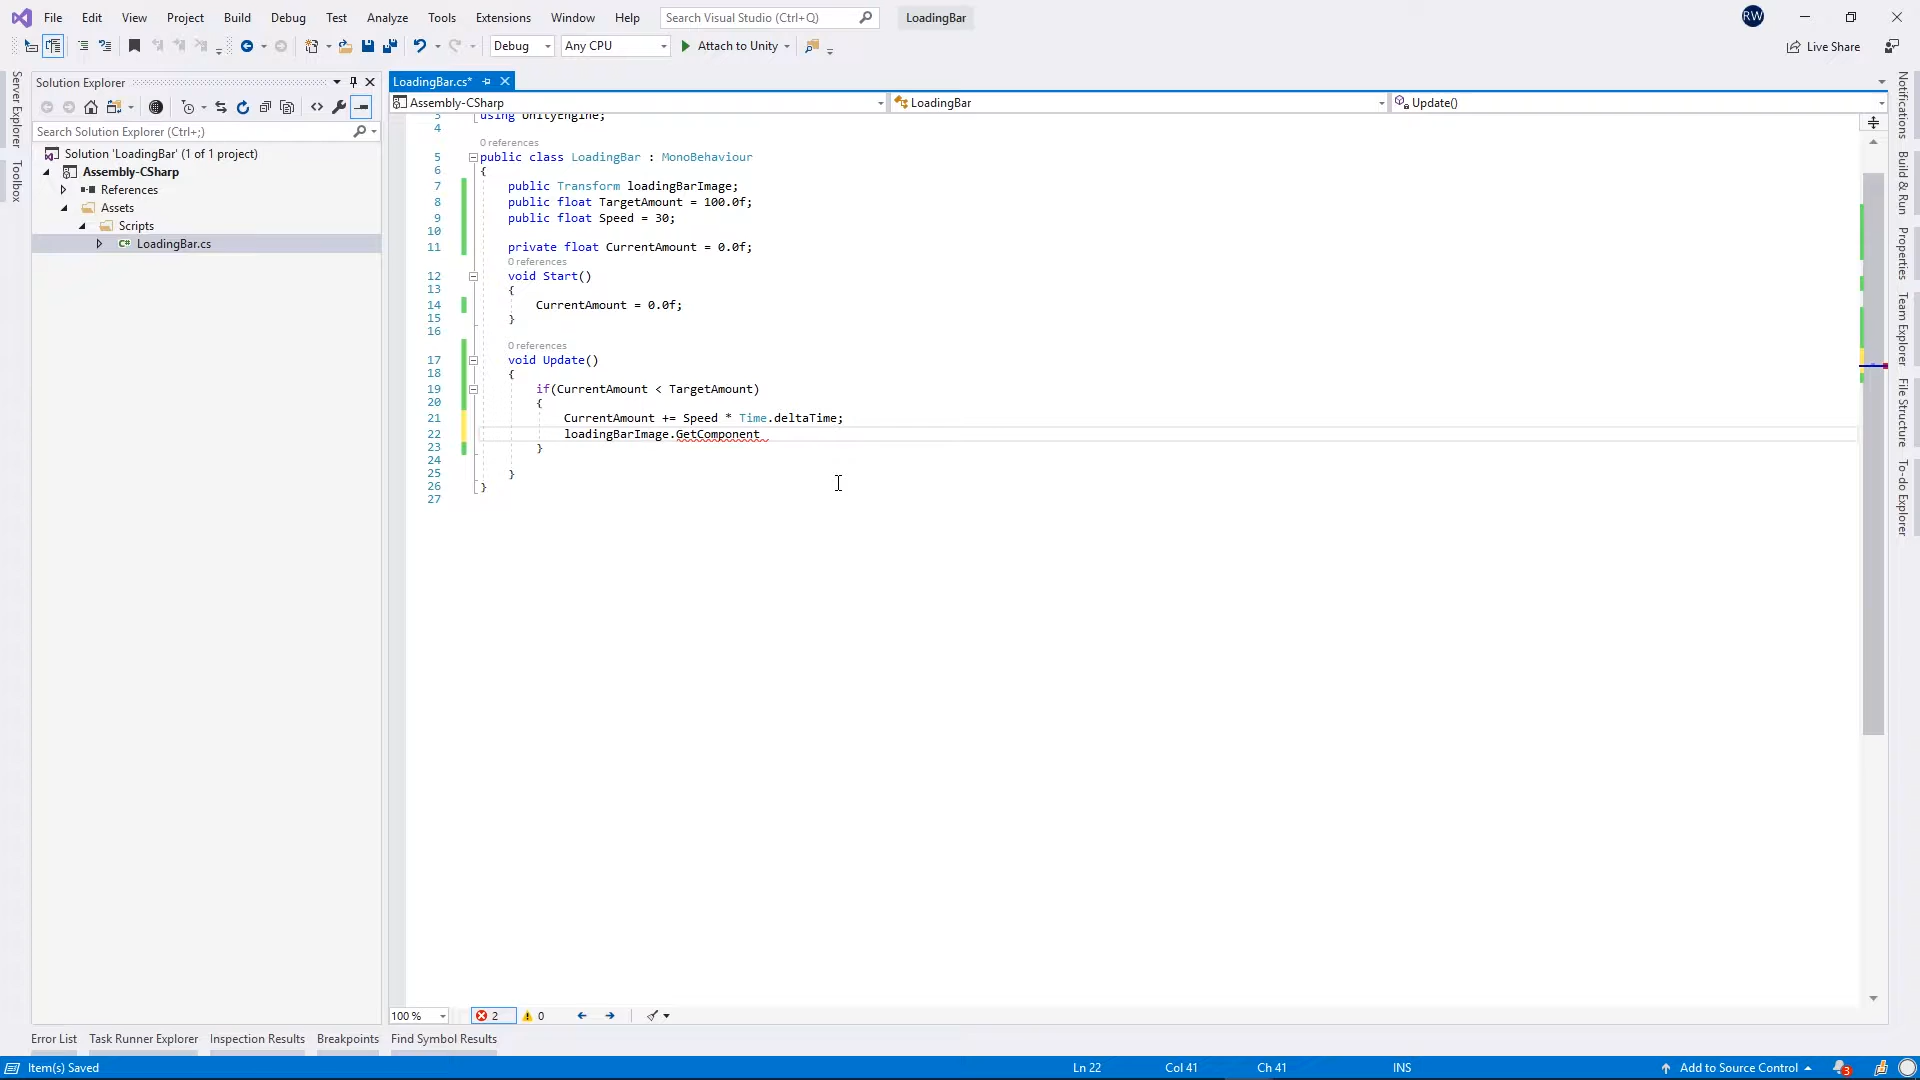 File Edit View Project Build Debug Test Analyze Tools Extensions Window Help Search Visual Studio (Ctrl+Q) LoadingBar RW
Debug Any CPU Attach to Unity Live Share
Server Explorer
Toolbox
Solution Explorer
Search Solution Explorer (Ctrl+;)
Solution 'LoadingBar' (1 of 1 project)
Assembly-CSharp
References
Assets
Scripts
C# LoadingBar.cs
LoadingBar.cs*
Assembly-CSharp LoadingBar Update()
3 using UnityEngine;
4
0 references
5 public class LoadingBar : MonoBehaviour
6 {
7 public Transform loadingBarImage;
8 public float TargetAmount = 100.0f;
9 public float Speed = 30;
10
11 private float CurrentAmount = 0.0f;
0 references
12 void Start()
13 {
14 CurrentAmount = 0.0f;
15 }
16
0 references
17 void Update()
18 {
19 if(CurrentAmount < TargetAmount)
20 {
21 CurrentAmount += Speed * Time.deltaTime;
22 loadingBarImage.GetComponent
23 }
24
25 }
26 }
27
Notifications
Build & Run
Properties
Team Explorer
File Structure
To-do Explorer
100 % 2 0
Error List Task Runner Explorer Inspection Results Breakpoints Find Symbol Results
Item(s) Saved Ln 22 Col 41 Ch 41 INS Add to Source Control 3